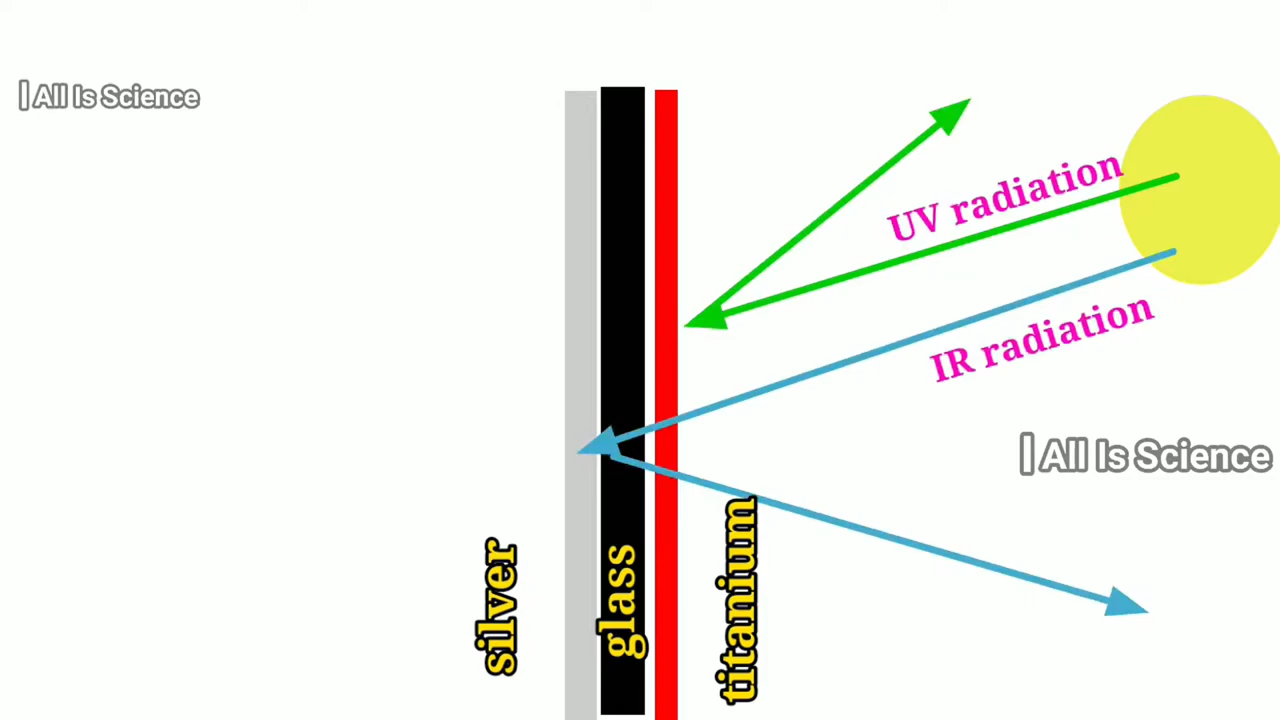 | All Is Science
UV radiation
IR radiation
| All Is Science
silver
glass
titanium